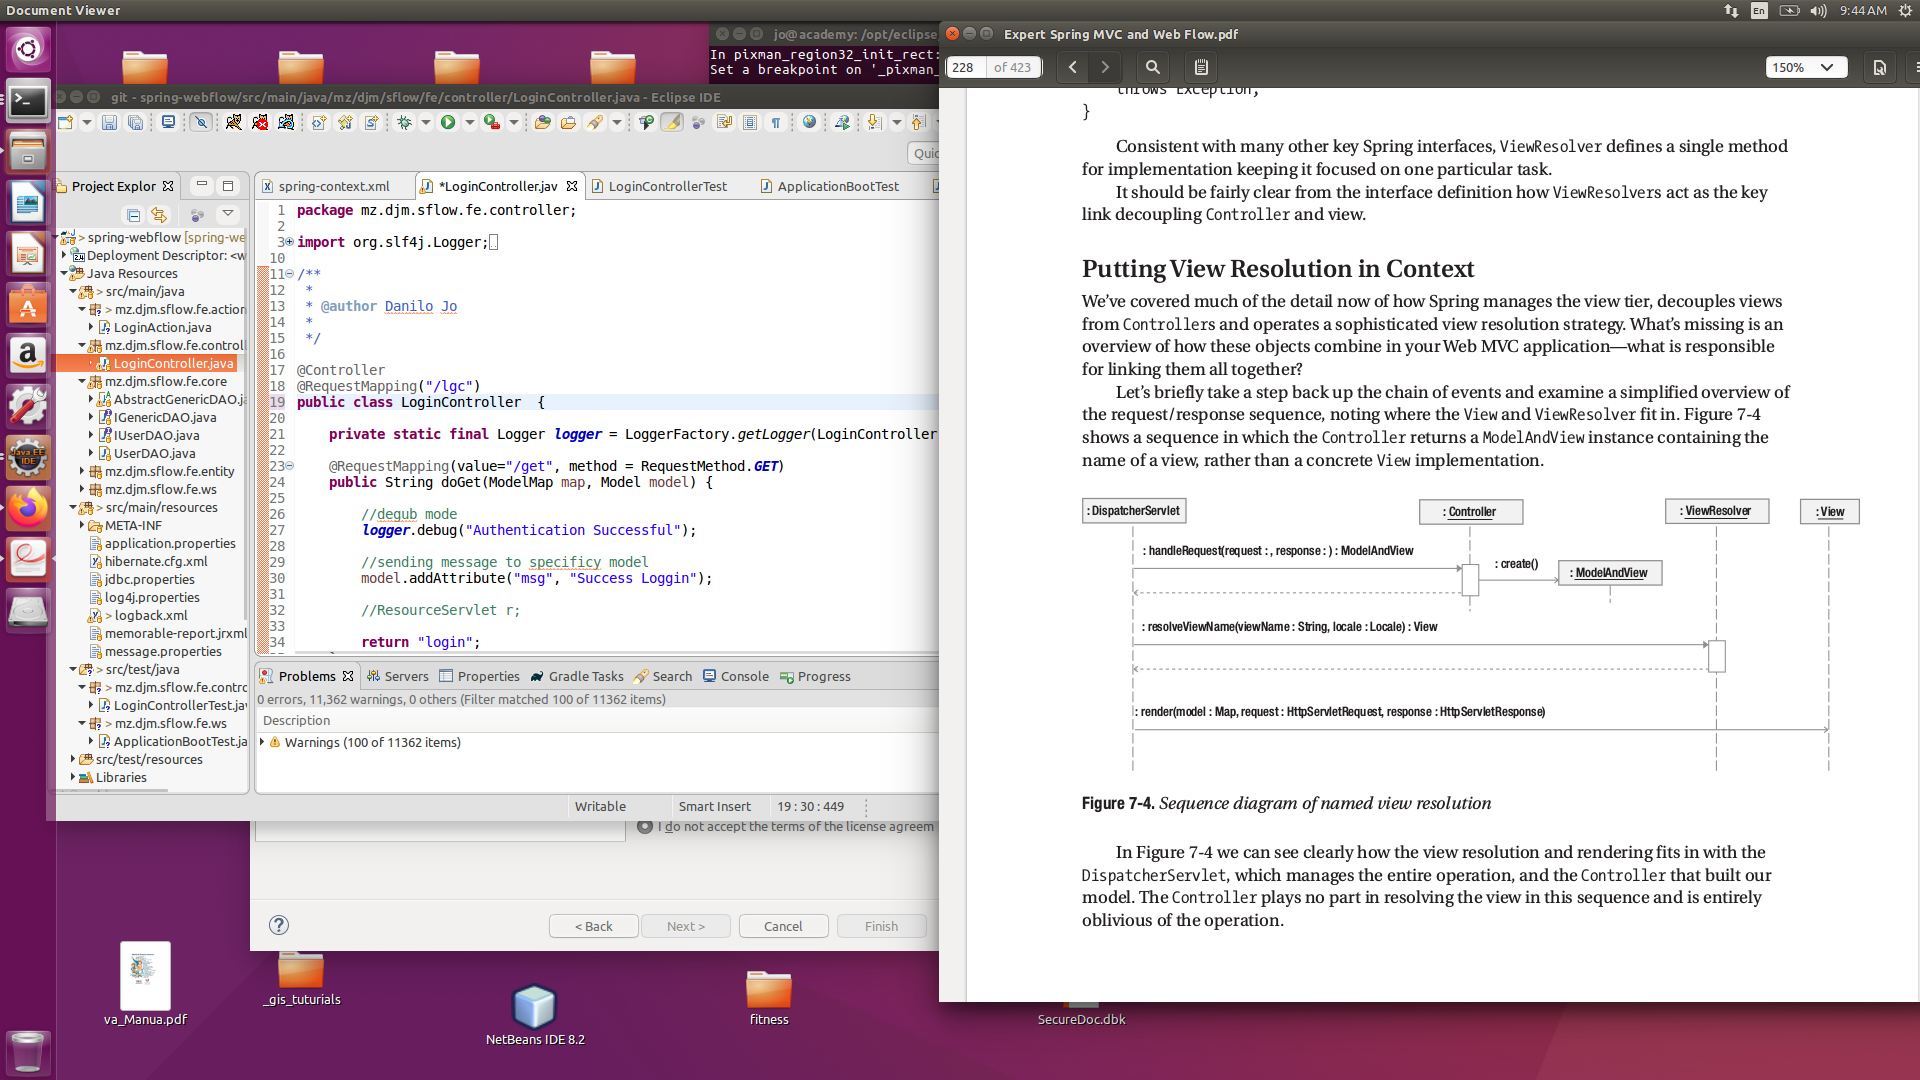 Document Viewer
En
9:44 AM
jo@academy: /opt/eclipse
In pixman_region32_init_rect:
Set a breakpoint on '_pixman_
git - spring-webflow/src/main/java/mz/djm/sflow/fe/controller/LoginController.java - Eclipse IDE
Quic
Project Explor
spring-webflow [spring-we
Deployment Descriptor: <w
Java Resources
src/main/java
mz.djm.sflow.fe.action
LoginAction.java
mz.djm.sflow.fe.controll
LoginController.java
mz.djm.sflow.fe.core
AbstractGenericDAO.ja
IGenericDAO.java
IUserDAO.java
UserDAO.java
mz.djm.sflow.fe.entity
mz.djm.sflow.fe.ws
src/main/resources
META-INF
application.properties
hibernate.cfg.xml
jdbc.properties
log4j.properties
logback.xml
memorable-report.jrxml
message.properties
src/test/java
mz.djm.sflow.fe.contro
LoginControllerTest.jav
mz.djm.sflow.fe.ws
ApplicationBootTest.ja
src/test/resources
Libraries
spring-context.xml
*LoginController.jav
LoginControllerTest
ApplicationBootTest
1 package mz.djm.sflow.fe.controller;
2
3 import org.slf4j.Logger;
10
11 /**
12 *
13 * @author Danilo Jo
14 *
15 */
16
17 @Controller
18 @RequestMapping("/lgc")
19 public class LoginController {
20
21 private static final Logger logger = LoggerFactory.getLogger(LoginController
22
23 @RequestMapping(value="/get", method = RequestMethod.GET)
24 public String doGet(ModelMap map, Model model) {
25
26 //degub mode
27 logger.debug("Authentication Successful");
28
29 //sending message to specificy model
30 model.addAttribute("msg", "Success Loggin");
31
32 //ResourceServlet r;
33
34 return "login";
Problems
Servers
Properties
Gradle Tasks
Search
Console
Progress
0 errors, 11,362 warnings, 0 others (Filter matched 100 of 11362 items)
Description
Warnings (100 of 11362 items)
Writable
Smart Insert
19 : 30 : 449
I do not accept the terms of the license agreem
< Back
Next >
Cancel
Finish
va_Manua.pdf
_gis_tuturials
NetBeans IDE 8.2
fitness
SecureDoc.dbk
Java EE
IDE
Expert Spring MVC and Web Flow.pdf
228 of 423
150%
throws Exception;
}
Consistent with many other key Spring interfaces, ViewResolver defines a single method
for implementation keeping it focused on one particular task.
It should be fairly clear from the interface definition how ViewResolvers act as the key
link decoupling Controller and view.
Putting View Resolution in Context
We've covered much of the detail now of how Spring manages the view tier, decouples views
from Controllers and operates a sophisticated view resolution strategy. What's missing is an
overview of how these objects combine in your Web MVC application—what is responsible
for linking them all together?
Let's briefly take a step back up the chain of events and examine a simplified overview of
the request/response sequence, noting where the View and ViewResolver fit in. Figure 7-4
shows a sequence in which the Controller returns a ModelAndView instance containing the
name of a view, rather than a concrete View implementation.
: DispatcherServlet
: Controller
: ViewResolver
: View
: handleRequest(request : , response : ) : ModelAndView
: create()
: ModelAndView
: resolveViewName(viewName : String, locale : Locale) : View
: render(model : Map, request : HttpServletRequest, response : HttpServletResponse)
Figure 7-4. Sequence diagram of named view resolution
In Figure 7-4 we can see clearly how the view resolution and rendering fits in with the
DispatcherServlet, which manages the entire operation, and the Controller that built our
model. The Controller plays no part in resolving the view in this sequence and is entirely
oblivious of the operation.